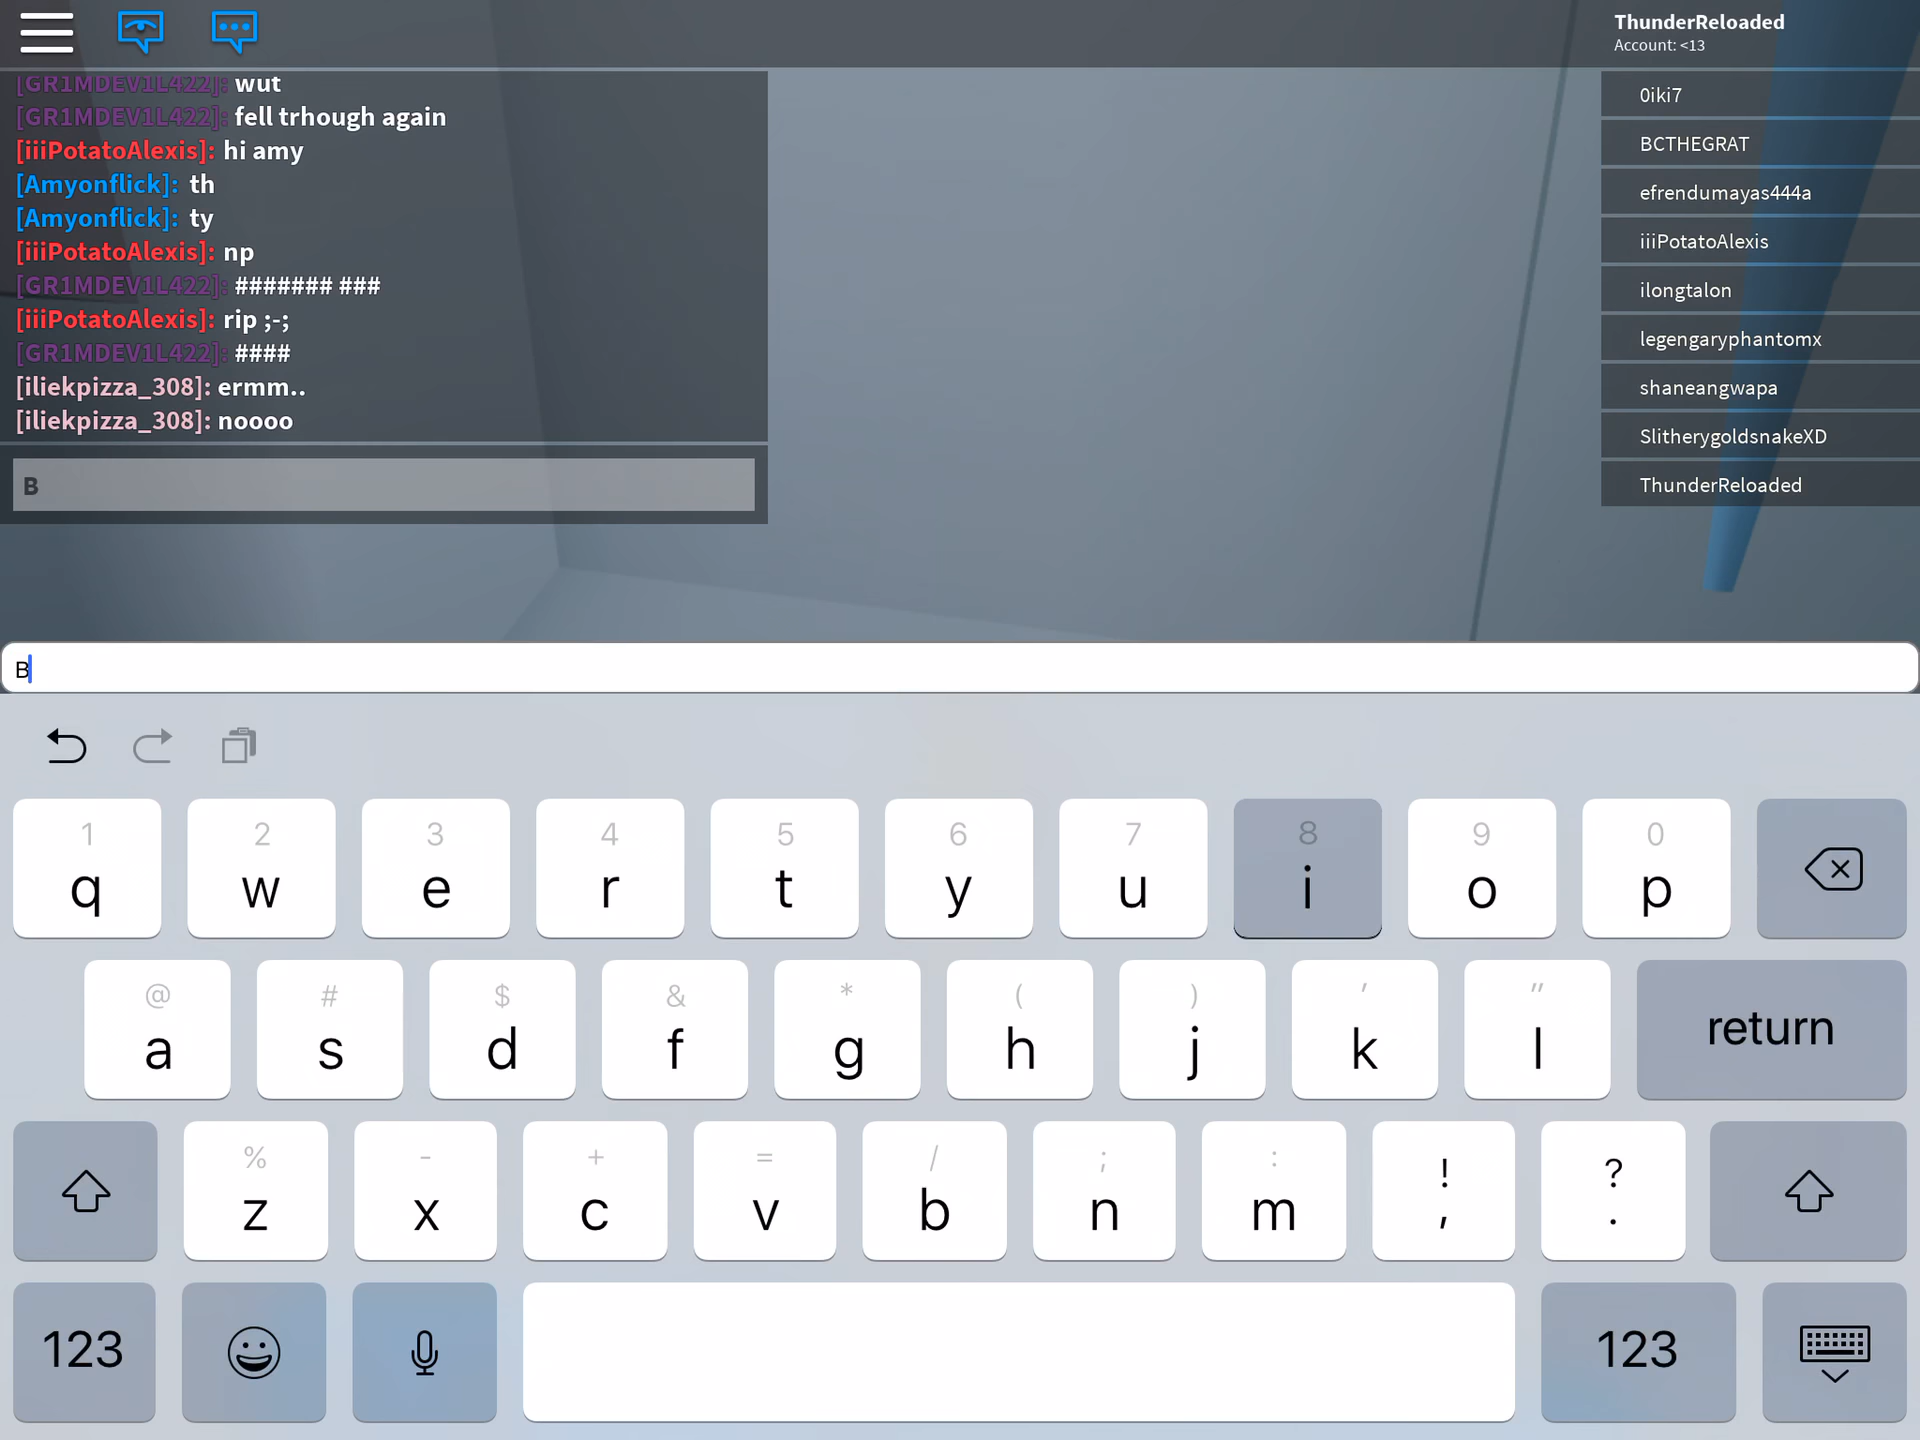 ThunderReloaded
Account: <13
[GR1MDEV1L422]: wut
[GR1MDEV1L422]: fell trhough again
[iiiPotatoAlexis]: hi amy
[Amyonflick]: th
[Amyonflick]: ty
[iiiPotatoAlexis]: np
[GR1MDEV1L422]: ####### ###
[iiiPotatoAlexis]: rip ;-;
[GR1MDEV1L422]: ####
[iliekpizza_308]: ermm..
[iliekpizza_308]: noooo
B
0iki7
BCTHEGRAT
efrendumayas444a
iiiPotatoAlexis
ilongtalon
legengaryphantomx
shaneangwapa
SlitherygoldsnakeXD
ThunderReloaded
B
1 2 3 4 5 6 7 8 9 0
q w e r t y u i o p
@ # $ & * ( ) ' "
a s d f g h j k l return
% - + = / ; : ! ?
z x c v b n m , .
123 123